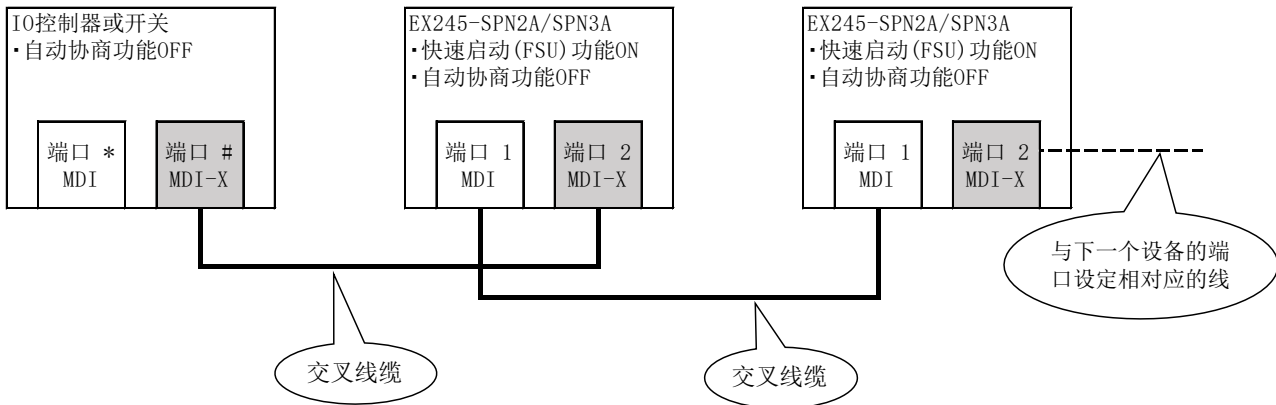 IO控制器或开关
·自动协商功能OFF
端口 *
MDI
端口 #
MDI-X
EX245-SPN2A/SPN3A
·快速启动(FSU)功能ON
·自动协商功能OFF
端口 1
MDI
端口 2
MDI-X
EX245-SPN2A/SPN3A
·快速启动(FSU)功能ON
·自动协商功能OFF
端口 1
MDI
端口 2
MDI-X
与下一个设备的端
口设定相对应的线
交叉线缆
交叉线缆